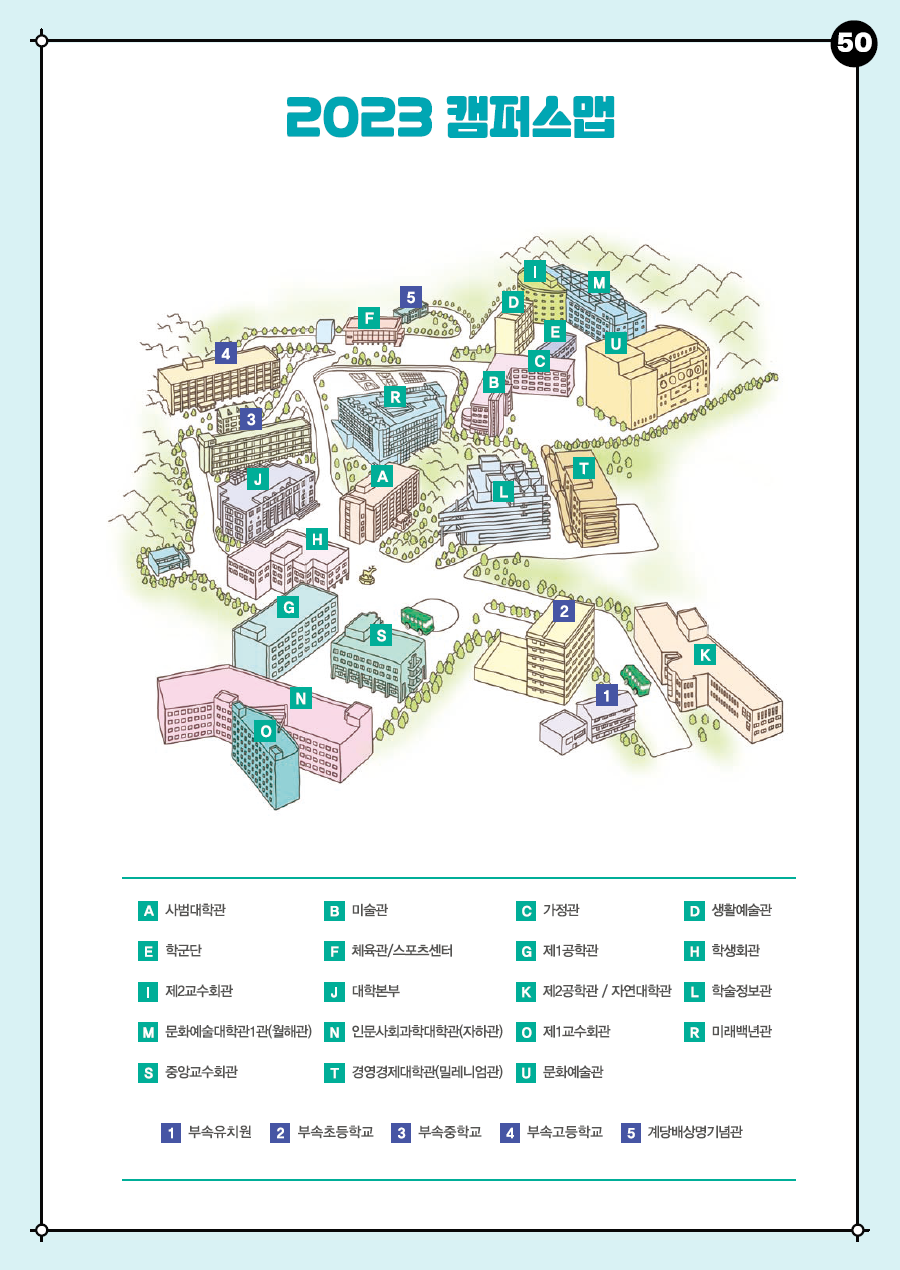 50
2023 캠퍼스맵
I
M
5
D
F
E
U
4
C
B
R
3
T
A
J
L
H
G
2
S
K
N
1
O
A 사범대학관 B 미술관 C 가정관 D 생활예술관
E 학군단 F 체육관/스포츠센터 G 제1공학관 H 학생회관
I 제2교수회관 J 대학본부 K 제2공학관 / 자연대학관 L 학술정보관
M 문화예술대학관1관(월해관) N 인문사회과학대학관(자하관) O 제1교수회관 R 미래백년관
S 중앙교수회관 T 경영경제대학관(밀레니엄관) U 문화예술관
1 부속유치원 2 부속초등학교 3 부속중학교 4 부속고등학교 5 계당배상명기념관